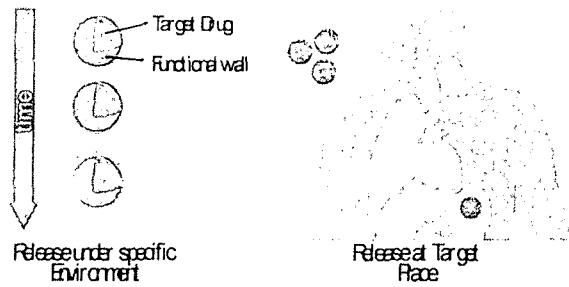 Target Drug
Functional wall
TIME
Release under specific
Environment
Release at Target
Place